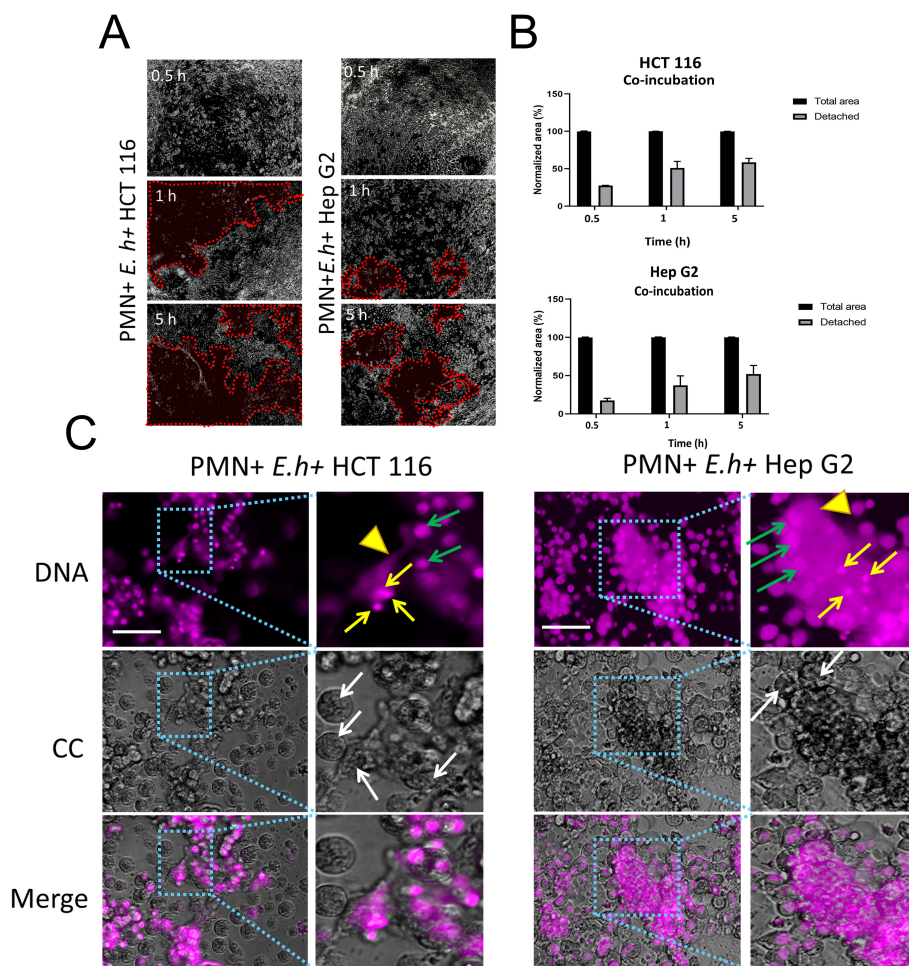 A
PMN+ E. h+ HCT 116
0.5 h
1 h
5 h
PMN+E.h+ Hep G2
0.5 h
1 h
5 h
B
HCT 116
Co-incubation
Normalized area (%)
150
100
50
0
0.5
1
5
Time (h)
Total area
Detached
Hep G2
Co-incubation
Normalized area (%)
150
100
50
0
0.5
1
5
Time (h)
Total area
Detached
C
PMN+ E.h+ HCT 116
PMN+ E.h+ Hep G2
DNA
CC
Merge